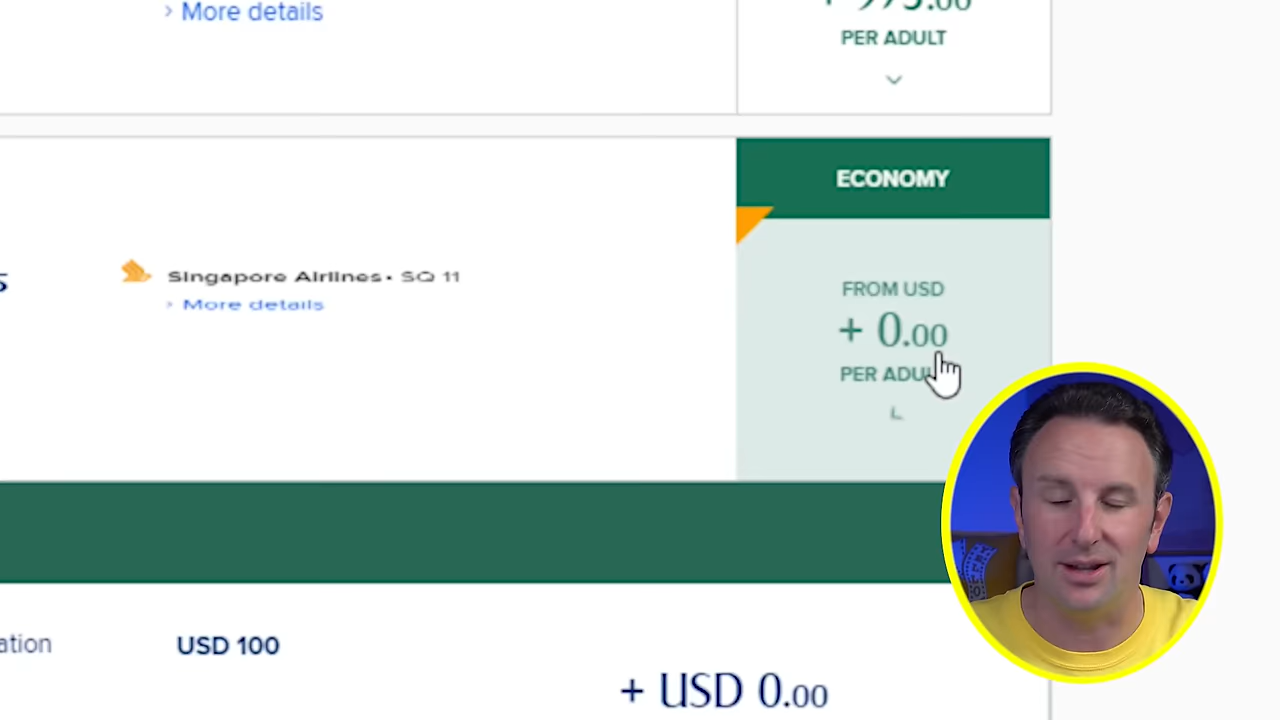 More details
PER ADULT
ECONOMY
Singapore Airlines • SQ 11
More details
FROM USD
+ 0.00
USD 100
+ USD 0.00